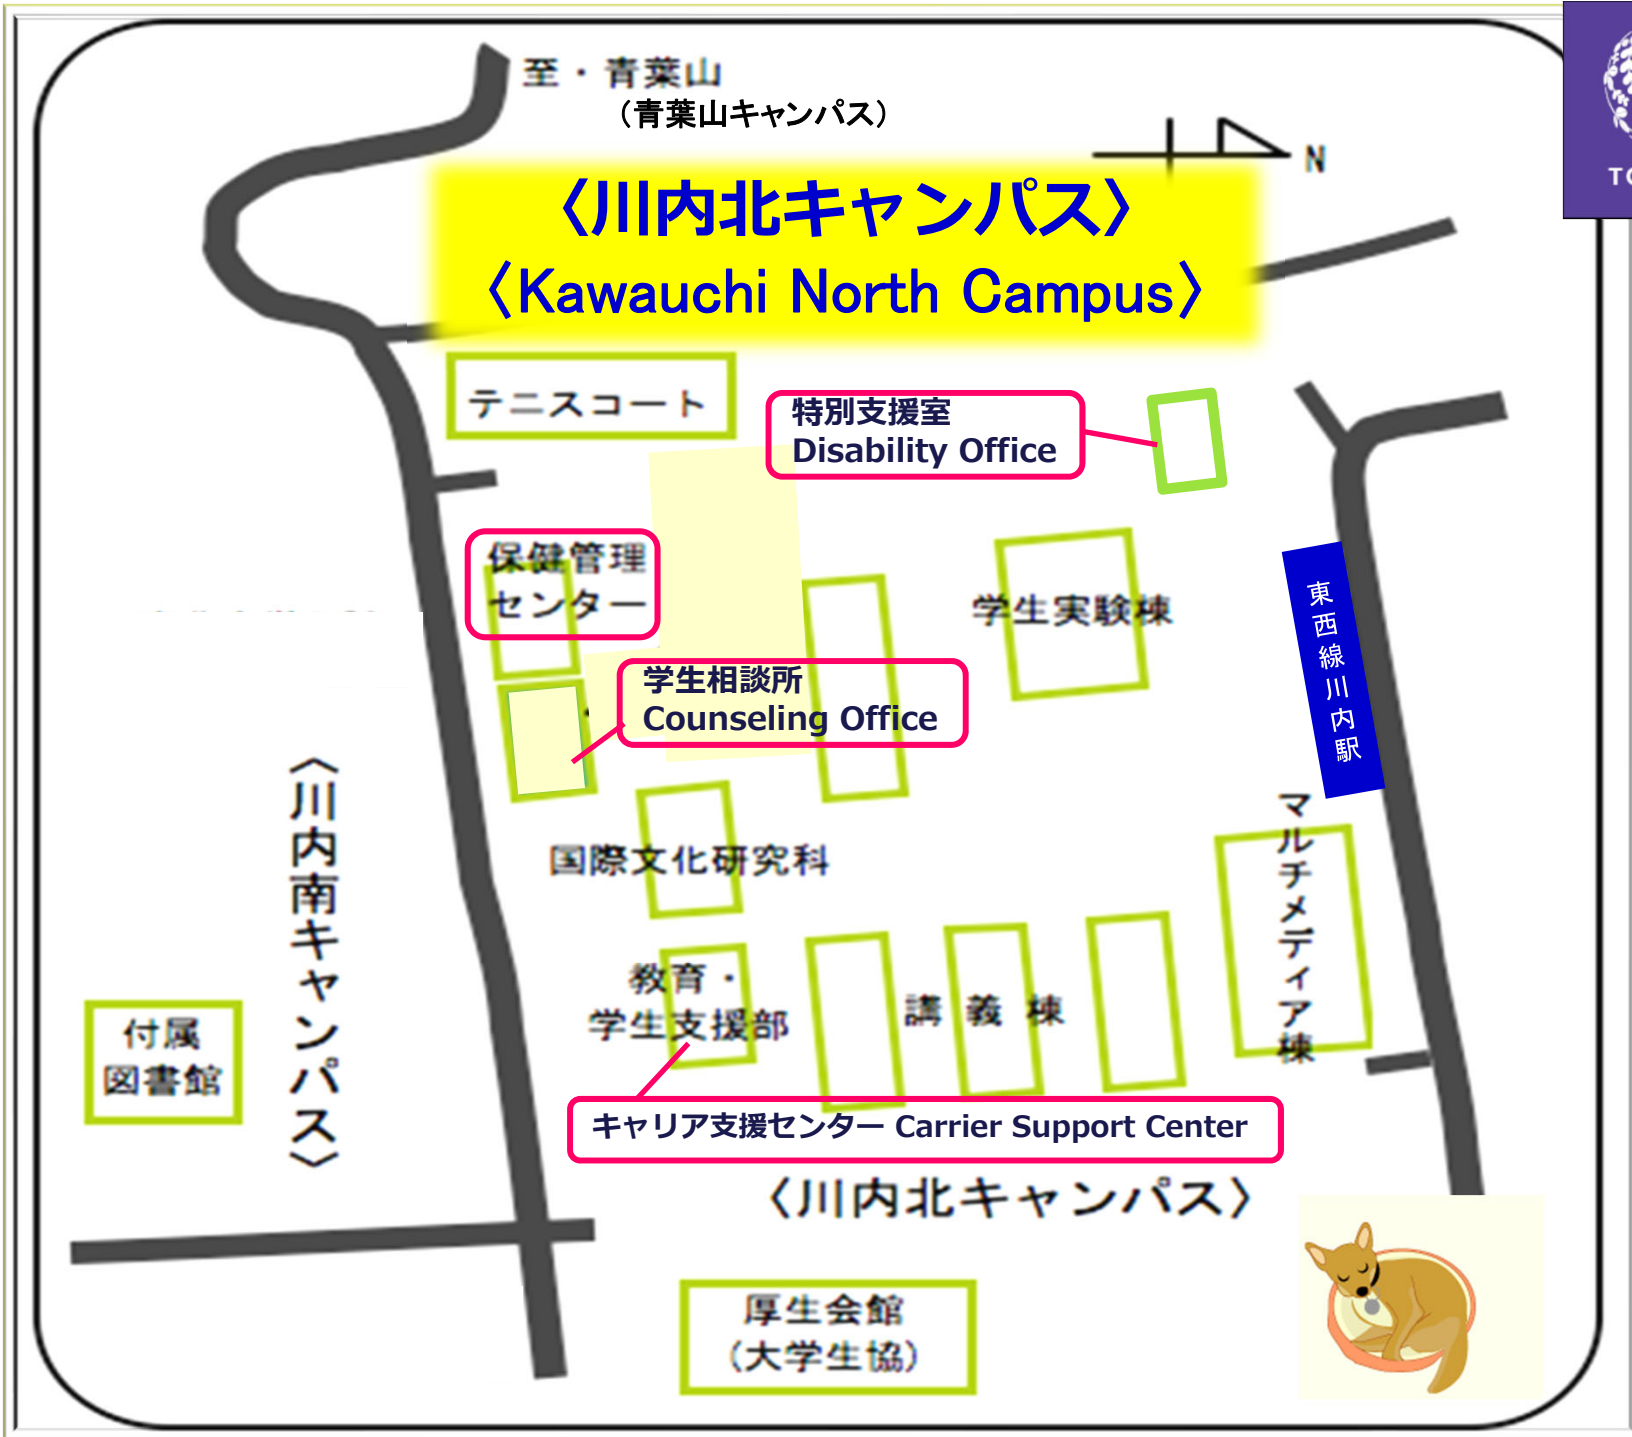 至・青葉山
（青葉山キャンパス）
N
〈川内北キャンパス〉
〈Kawauchi North Campus〉
テニスコート
特別支援室
Disability Office
保健管理
センター
学生実験棟
東西線川内駅
学生相談所
Counseling Office
国際文化研究科
マルチメディア棟
〈川内南キャンパス〉
教育・
学生支援部
講義棟
付属
図書館
キャリア支援センター Carrier Support Center
〈川内北キャンパス〉
厚生会館
（大学生協）